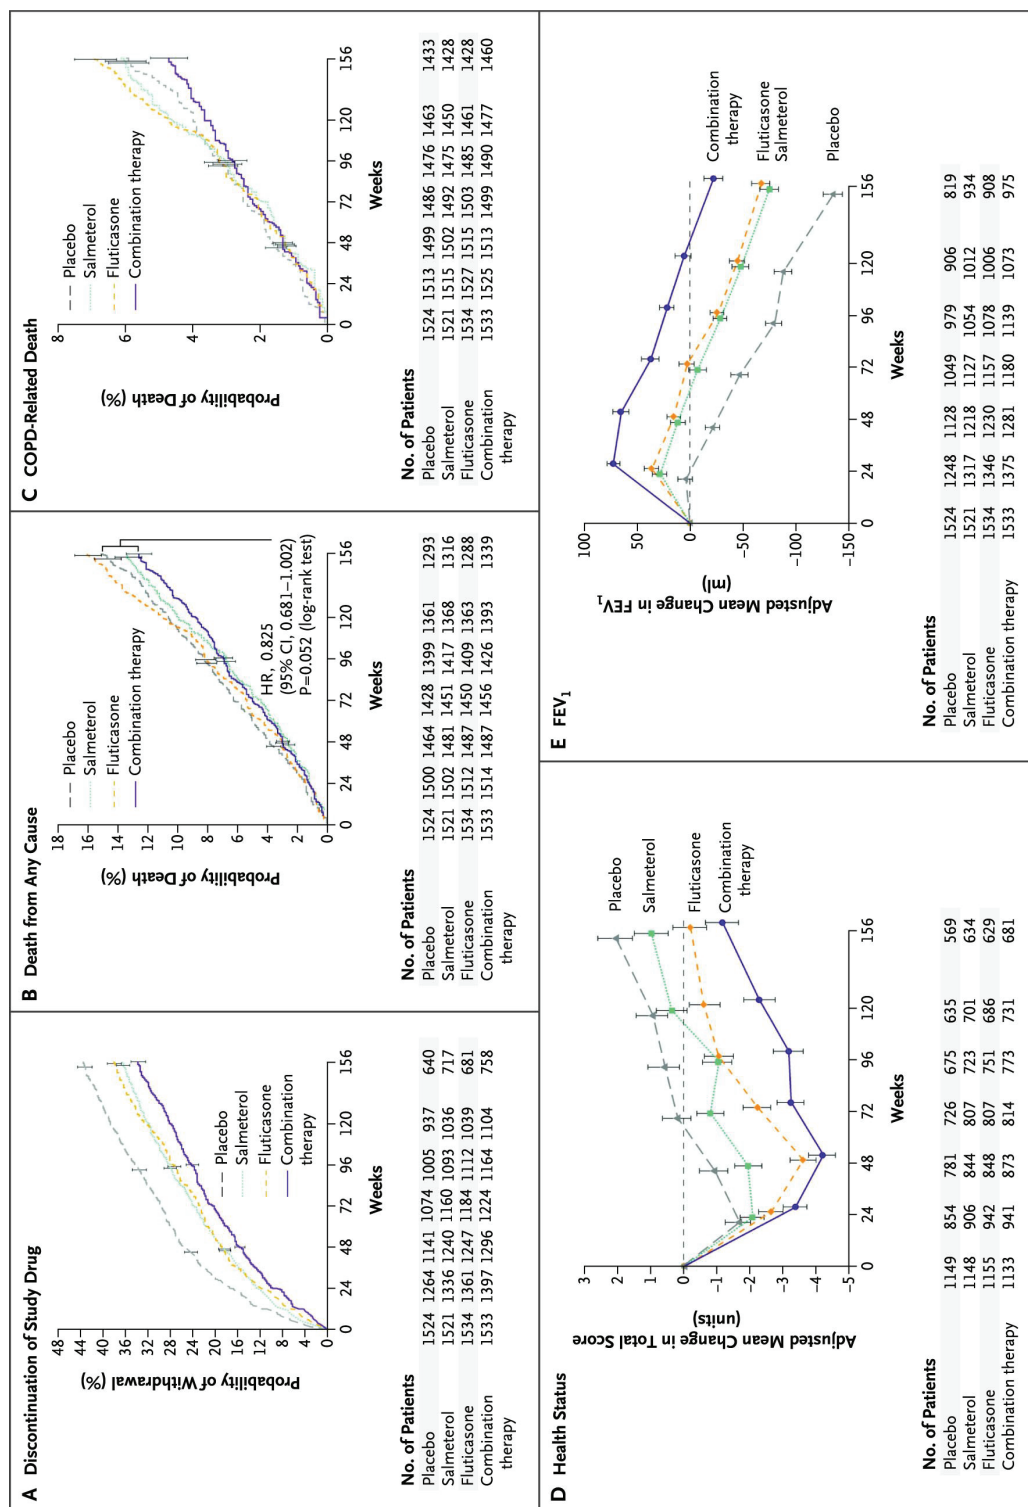 A Discontinuation of Study Drug
Probability of Withdrawal (%)
48
44
40
36
32
28
24
20
16
12
8
4
0
Placebo
Salmeterol
Fluticasone
Combination
therapy
0 24 48 72 96 120 156
Weeks
No. of Patients
Placebo 1524 1264 1141 1074 1005 937 640
Salmeterol 1521 1336 1240 1160 1093 1036 717
Fluticasone 1534 1361 1247 1184 1112 1039 681
Combination 1533 1397 1296 1224 1164 1104 758
therapy
B Death from Any Cause
Probability of Death (%)
18
16
14
12
10
8
6
4
2
0
Placebo
Salmeterol
Fluticasone
Combination therapy
HR, 0.825
(95% CI, 0.681–1.002)
P=0.052 (log-rank test)
0 24 48 72 96 120 156
Weeks
No. of Patients
Placebo 1524 1500 1464 1428 1399 1361 1293
Salmeterol 1521 1502 1481 1451 1417 1368 1316
Fluticasone 1534 1512 1487 1450 1409 1363 1288
Combination 1533 1514 1487 1456 1426 1393 1339
therapy
C COPD-Related Death
Probability of Death (%)
8
6
4
2
0
Placebo
Salmeterol
Fluticasone
Combination therapy
0 24 48 72 96 120 156
Weeks
No. of Patients
Placebo 1524 1513 1499 1486 1476 1463 1433
Salmeterol 1521 1515 1502 1492 1475 1450 1428
Fluticasone 1534 1527 1515 1503 1485 1461 1428
Combination 1533 1525 1513 1499 1490 1477 1460
therapy
D Health Status
Adjusted Mean Change in Total Score
(units)
3
2
1
0
-1
-2
-3
-4
-5
Placebo
Salmeterol
Fluticasone
Combination
therapy
0 24 48 72 96 120 156
Weeks
No. of Patients
Placebo 1149 854 781 726 675 635 569
Salmeterol 1148 906 844 807 723 701 634
Fluticasone 1155 942 848 807 751 686 629
Combination therapy 1133 941 873 814 773 731 681
E FEV1
Adjusted Mean Change in FEV1
(ml)
100
50
0
-50
-100
-150
Combination
therapy
Fluticasone
Salmeterol
Placebo
0 24 48 72 96 120 156
Weeks
No. of Patients
Placebo 1524 1248 1128 1049 979 906 819
Salmeterol 1521 1317 1218 1127 1054 1012 934
Fluticasone 1534 1346 1230 1157 1078 1006 908
Combination therapy 1533 1375 1281 1180 1139 1073 975